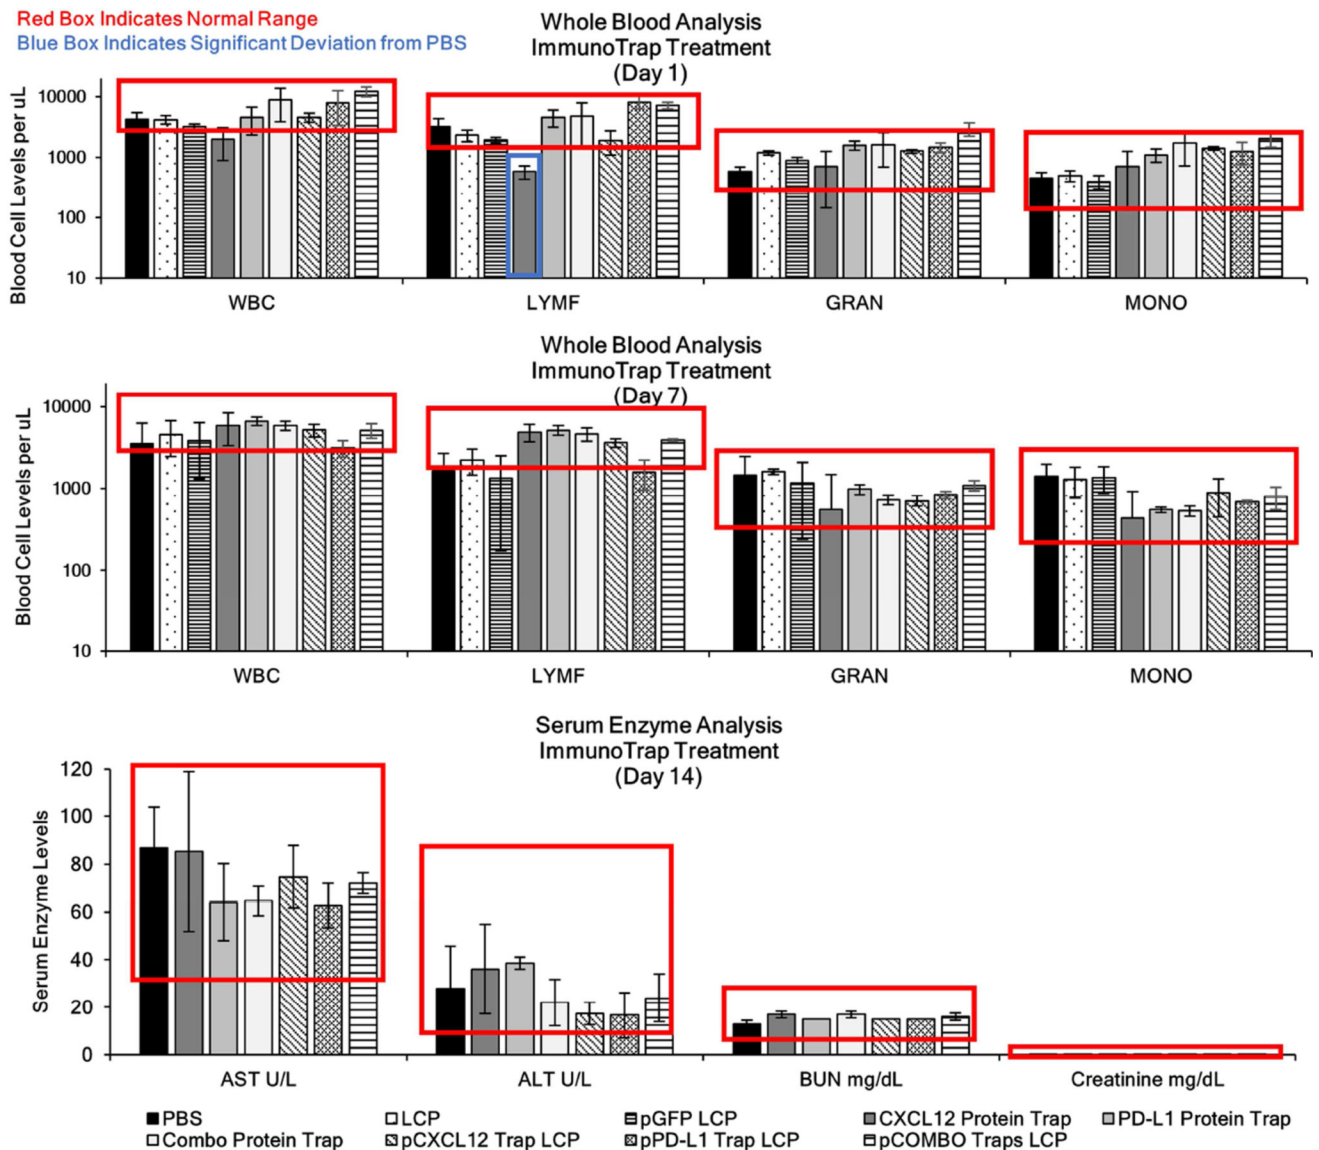 Red Box Indicates Normal Range
Blue Box Indicates Significant Deviation from PBS
Whole Blood Analysis
ImmunoTrap Treatment
(Day 1)
Blood Cell Levels per uL
10000
1000
100
10
WBC LYMF GRAN MONO
Whole Blood Analysis
ImmunoTrap Treatment
(Day 7)
Blood Cell Levels per uL
10000
1000
100
10
WBC LYMF GRAN MONO
Serum Enzyme Analysis
ImmunoTrap Treatment
(Day 14)
Serum Enzyme Levels
120
100
80
60
40
20
0
AST U/L ALT U/L BUN mg/dL Creatinine mg/dL
PBS LCP pGFP LCP CXCL12 Protein Trap PD-L1 Protein Trap
Combo Protein Trap pCXCL12 Trap LCP pPD-L1 Trap LCP pCOMBO Traps LCP